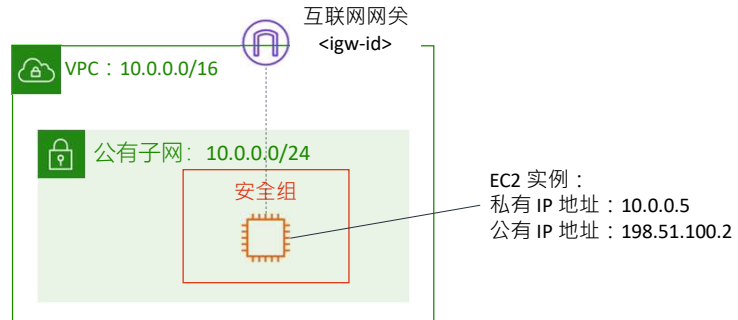 互联网网关
<igw-id>
VPC：10.0.0.0/16
公有子网：10.0.0.0/24
安全组
EC2 实例：
私有 IP 地址：10.0.0.5
公有 IP 地址：198.51.100.2